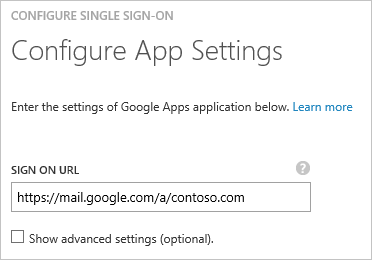 CONFIGURE SINGLE SIGN-ON
Configure App Settings
Enter the settings of Google Apps application below. Learn more
SIGN ON URL
?
https://mail.google.com/a/contoso.com
Show advanced settings (optional).